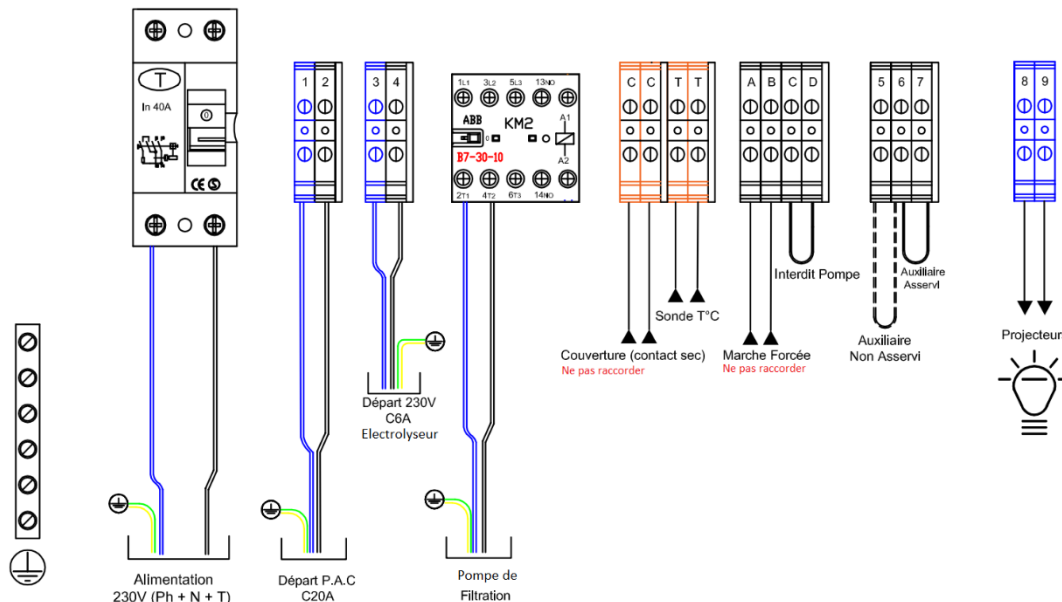 T
In 40A
0
CE S
1 2
3 4
1L1 3L2 5L3 13NO
ABB
KM2
A1
0
B7-30-10
A2
2T1 4T2 6T3 14NO
C C T T
A B C D
5 6 7
8 9
Interdit Pompe
Auxiliaire
Asservi
Sonde T°C
Couverture (contact sec)
Ne pas raccorder
Marche Forcée
Ne pas raccorder
Auxiliaire
Non Asservi
Projecteur
Départ 230V
C6A
Electrolyseur
Alimentation
230V (Ph + N + T)
Départ P.A.C
C20A
Pompe de
Filtration